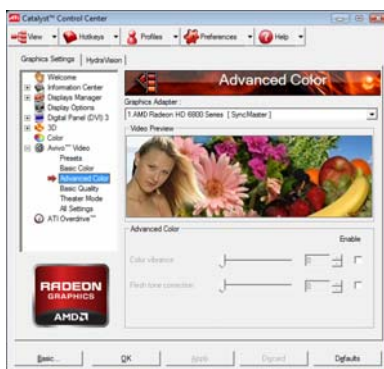 Catalyst™ Control Center
View Hotkeys Profiles Preferences Help
Graphics Settings HydraVision
Welcome
Information Center
Displays Manager
Display Options
Digital Panel (DVI) 3
3D
Color
Avivo™ Video
Presets
Basic Color
Advanced Color
Basic Quality
Theater Mode
All Settings
ATI Overdrive™
RADEON
GRAPHICS
AMD
Advanced Color
Graphics Adapter:
1.AMD Radeon HD 6800 Series [ SyncMaster ]
Video Preview
Advanced Color
Enable
Color vibrance:
Flesh tone correction:
Basic... OK Apply Discard Defaults